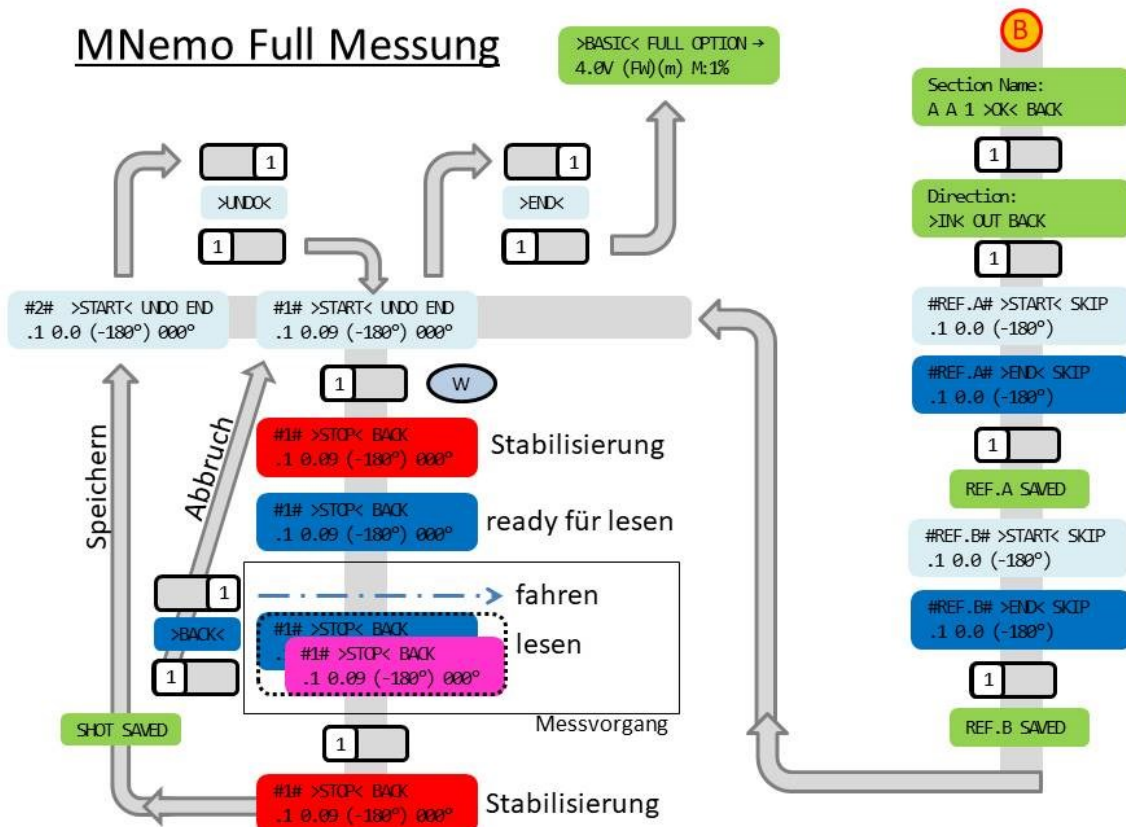 MNemo Full Messung
>BASIC< FULL OPTION →
4.0V (FW)(m) M:1%
1
>UNDO<
1
1
>END<
1
#2# >START< UNDO END
.1 0.0 (-180°) 000°
#1# >START< UNDO END
.1 0.09 (-180°) 000°
1
W
#1# >STOP< BACK
.1 0.09 (-180°) 000°
Stabilisierung
#1# >STOP< BACK
.1 0.09 (-180°) 000°
ready für lesen
Speichern
Abbruch
1
>BACK<
1
fahren
#1# >STOP< BACK
lesen
#1# >STOP< BACK
.1 0.09 (-180°) 000°
Messvorgang
1
SHOT SAVED
#1# >STOP< BACK
.1 0.09 (-180°) 000°
Stabilisierung
B
Section Name:
A A 1 >OK< BACK
1
Direction:
>IN< OUT BACK
1
#REF.A# >START< SKIP
.1 0.0 (-180°)
#REF.A# >END< SKIP
.1 0.0 (-180°)
1
REF.A SAVED
#REF.B# >START< SKIP
.1 0.0 (-180°)
#REF.B# >END< SKIP
.1 0.0 (-180°)
1
REF.B SAVED